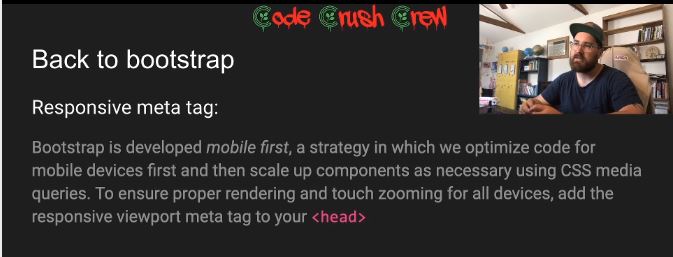 Code Crush Crew
Back to bootstrap
Responsive meta tag:
Bootstrap is developed mobile first, a strategy in which we optimize code for
mobile devices first and then scale up components as necessary using CSS media
queries. To ensure proper rendering and touch zooming for all devices, add the
responsive viewport meta tag to your <head>